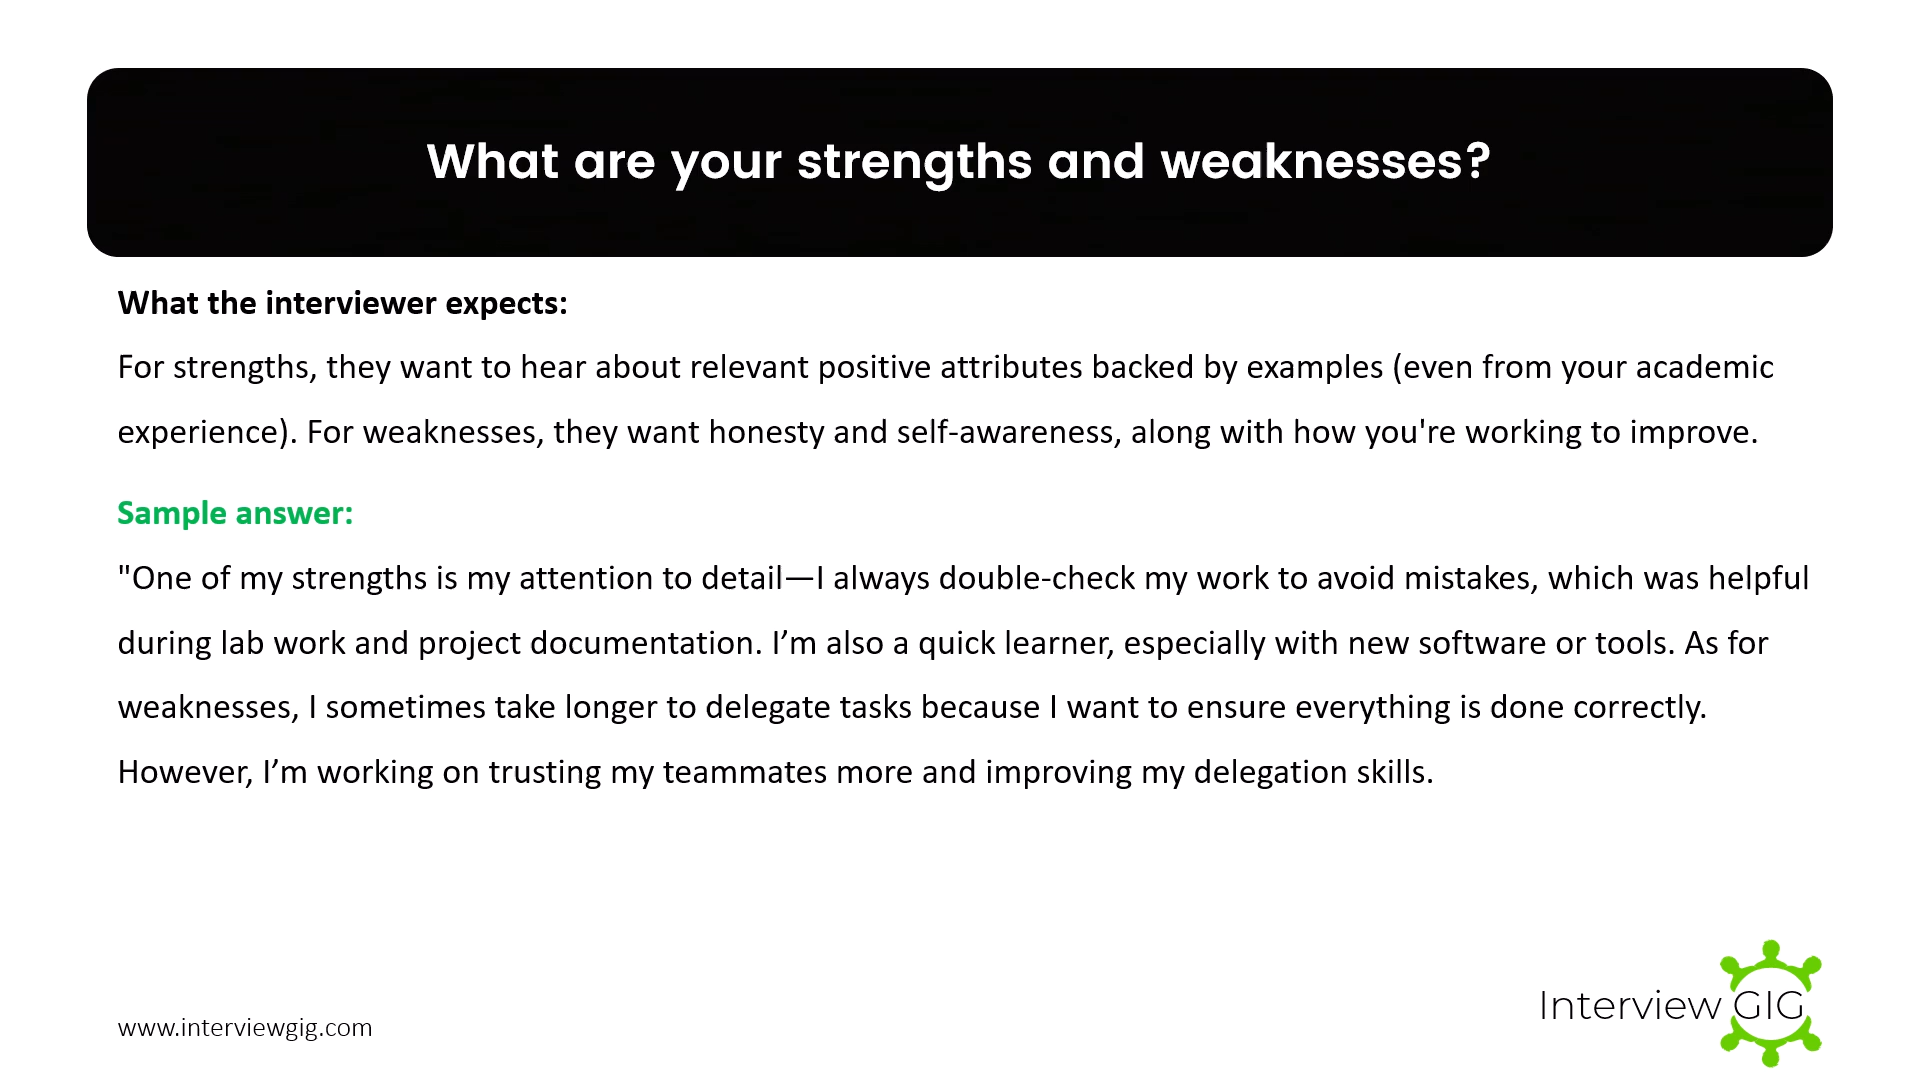 What are your strengths and weaknesses?
What the interviewer expects:
For strengths, they want to hear about relevant positive attributes backed by examples (even from your academic
experience). For weaknesses, they want honesty and self-awareness, along with how you're working to improve.
Sample answer:
"One of my strengths is my attention to detail—I always double-check my work to avoid mistakes, which was helpful
during lab work and project documentation. I’m also a quick learner, especially with new software or tools. As for
weaknesses, I sometimes take longer to delegate tasks because I want to ensure everything is done correctly.
However, I’m working on trusting my teammates more and improving my delegation skills.
Interview GIG
www.interviewgig.com